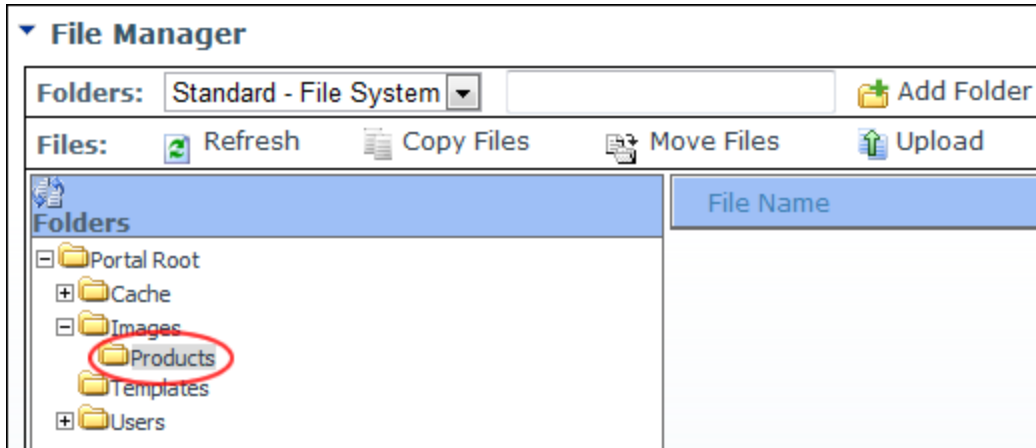 File Manager
Folders: Standard - File System Add Folder
Files: Refresh Copy Files Move Files Upload
Folders
File Name
Portal Root
Cache
Images
Products
Templates
Users